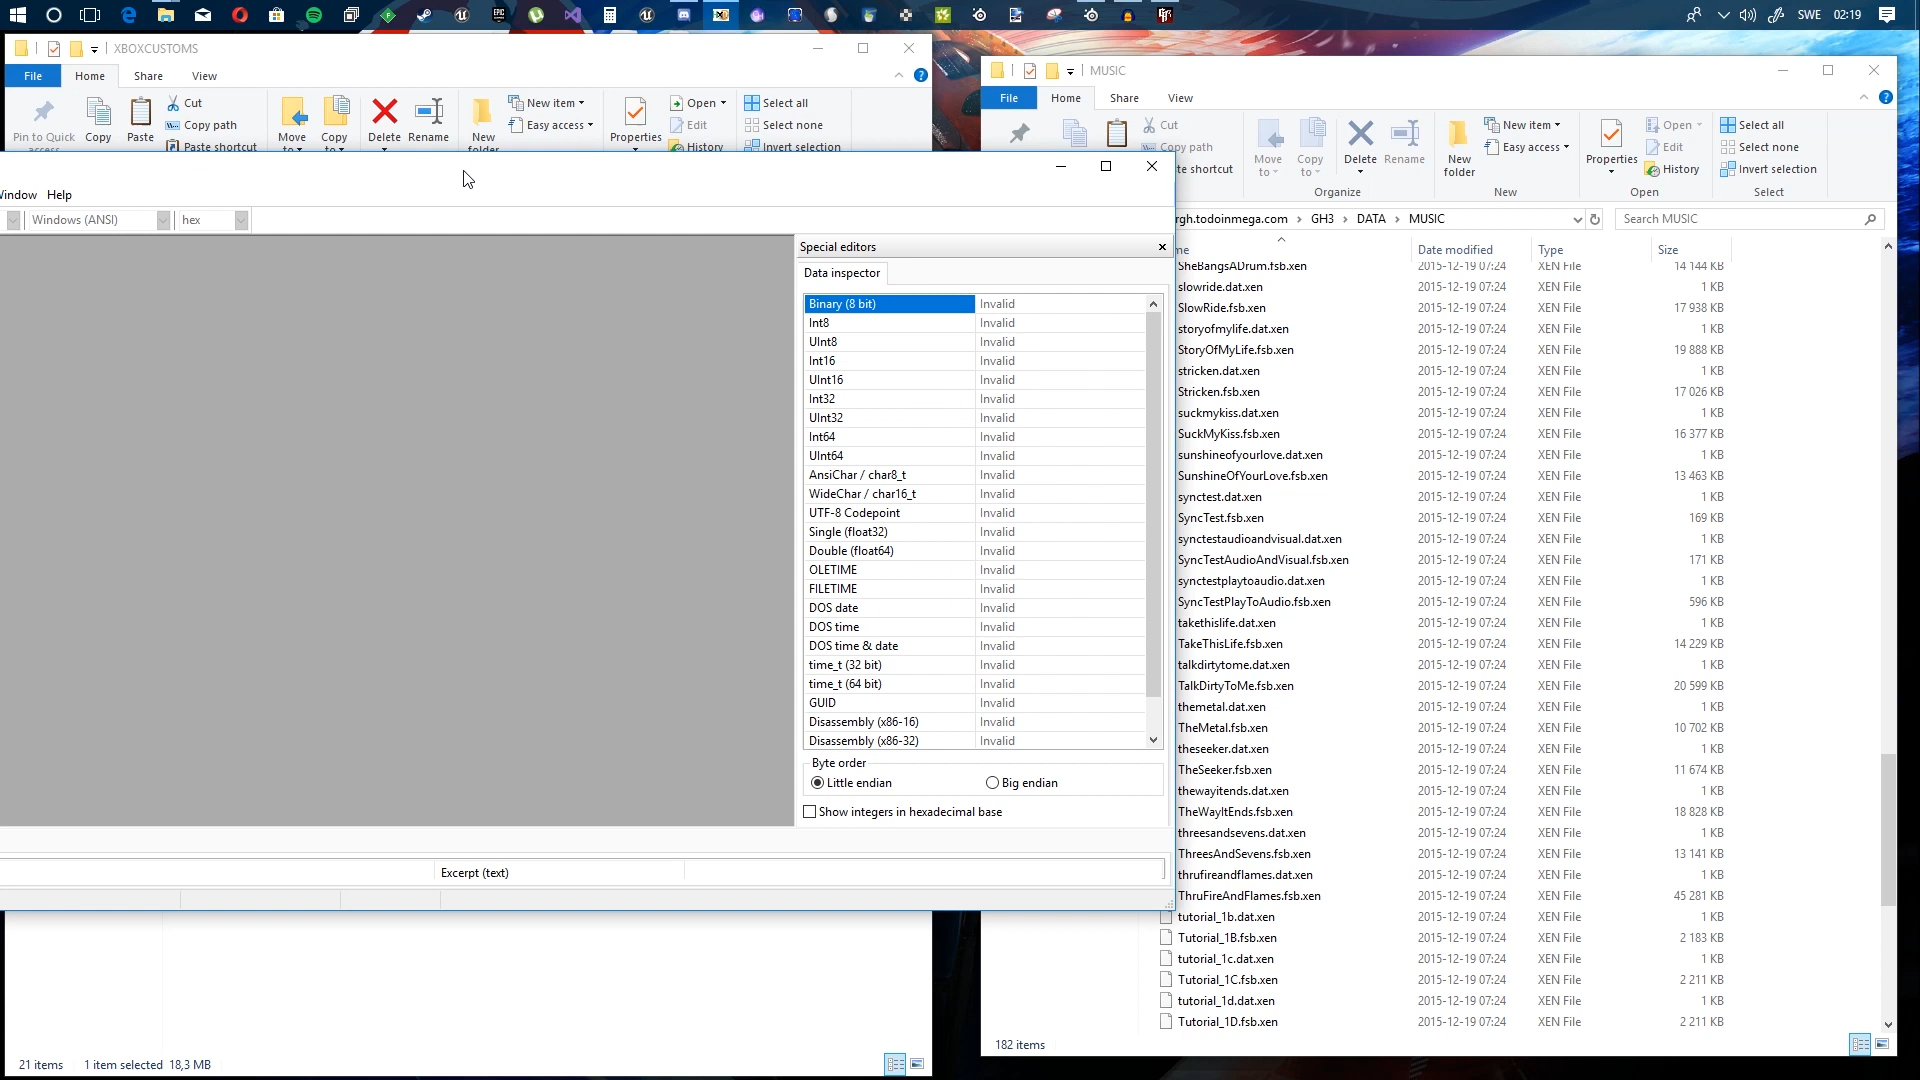 SWE 02:19
XBOXCUSTOMS
File Home Share View
Pin to Quick
access
Copy
Paste
Cut
Copy path
Paste shortcut
Move
to
Copy
to
Delete
Rename
New
folder
New item
Easy access
Properties
Open
Edit
History
Select all
Select none
Invert selection
MUSIC
File Home Share View
Cut
Copy path
te shortcut
Move
to
Copy
to
Delete
Rename
New
folder
New item
Easy access
Properties
Open
Edit
History
Select all
Select none
Invert selection
Organize
New
Open
Select
rgh.todoinmega.com > GH3 > DATA > MUSIC
Search MUSIC
me Date modified Type Size
SheBangsADrum.fsb.xen 2015-12-19 07:24 XEN File 14 144 KB
slowride.dat.xen 2015-12-19 07:24 XEN File 1 KB
SlowRide.fsb.xen 2015-12-19 07:24 XEN File 17 938 KB
storyofmylife.dat.xen 2015-12-19 07:24 XEN File 1 KB
StoryOfMyLife.fsb.xen 2015-12-19 07:24 XEN File 19 888 KB
stricken.dat.xen 2015-12-19 07:24 XEN File 1 KB
Stricken.fsb.xen 2015-12-19 07:24 XEN File 17 026 KB
suckmykiss.dat.xen 2015-12-19 07:24 XEN File 1 KB
SuckMyKiss.fsb.xen 2015-12-19 07:24 XEN File 16 377 KB
sunshineofyourlove.dat.xen 2015-12-19 07:24 XEN File 1 KB
SunshineOfYourLove.fsb.xen 2015-12-19 07:24 XEN File 13 463 KB
synctest.dat.xen 2015-12-19 07:24 XEN File 1 KB
SyncTest.fsb.xen 2015-12-19 07:24 XEN File 169 KB
synctestaudioandvisual.dat.xen 2015-12-19 07:24 XEN File 1 KB
SyncTestAudioAndVisual.fsb.xen 2015-12-19 07:24 XEN File 171 KB
synctestplaytoaudio.dat.xen 2015-12-19 07:24 XEN File 1 KB
SyncTestPlayToAudio.fsb.xen 2015-12-19 07:24 XEN File 596 KB
takethislife.dat.xen 2015-12-19 07:24 XEN File 1 KB
TakeThisLife.fsb.xen 2015-12-19 07:24 XEN File 14 229 KB
talkdirtytome.dat.xen 2015-12-19 07:24 XEN File 1 KB
TalkDirtyToMe.fsb.xen 2015-12-19 07:24 XEN File 20 599 KB
themetal.dat.xen 2015-12-19 07:24 XEN File 1 KB
TheMetal.fsb.xen 2015-12-19 07:24 XEN File 10 702 KB
theseeker.dat.xen 2015-12-19 07:24 XEN File 1 KB
TheSeeker.fsb.xen 2015-12-19 07:24 XEN File 11 674 KB
thewayitends.dat.xen 2015-12-19 07:24 XEN File 1 KB
TheWayItEnds.fsb.xen 2015-12-19 07:24 XEN File 18 828 KB
threesandsevens.dat.xen 2015-12-19 07:24 XEN File 1 KB
ThreesAndSevens.fsb.xen 2015-12-19 07:24 XEN File 13 141 KB
thrufireandflames.dat.xen 2015-12-19 07:24 XEN File 1 KB
ThruFireAndFlames.fsb.xen 2015-12-19 07:24 XEN File 45 281 KB
tutorial_1b.dat.xen 2015-12-19 07:24 XEN File 1 KB
Tutorial_1B.fsb.xen 2015-12-19 07:24 XEN File 2 183 KB
tutorial_1c.dat.xen 2015-12-19 07:24 XEN File 1 KB
Tutorial_1C.fsb.xen 2015-12-19 07:24 XEN File 2 211 KB
tutorial_1d.dat.xen 2015-12-19 07:24 XEN File 1 KB
Tutorial_1D.fsb.xen 2015-12-19 07:24 XEN File 2 211 KB
182 items
Window Help
Windows (ANSI) hex
Special editors
Data inspector
Binary (8 bit) Invalid
Int8 Invalid
UInt8 Invalid
Int16 Invalid
UInt16 Invalid
Int32 Invalid
UInt32 Invalid
Int64 Invalid
UInt64 Invalid
AnsiChar / char8_t Invalid
WideChar / char16_t Invalid
UTF-8 Codepoint Invalid
Single (float32) Invalid
Double (float64) Invalid
OLETIME Invalid
FILETIME Invalid
DOS date Invalid
DOS time Invalid
DOS time & date Invalid
time_t (32 bit) Invalid
time_t (64 bit) Invalid
GUID Invalid
Disassembly (x86-16) Invalid
Disassembly (x86-32) Invalid
Byte order
Little endian Big endian
Show integers in hexadecimal base
Excerpt (text)
21 items 1 item selected 18,3 MB